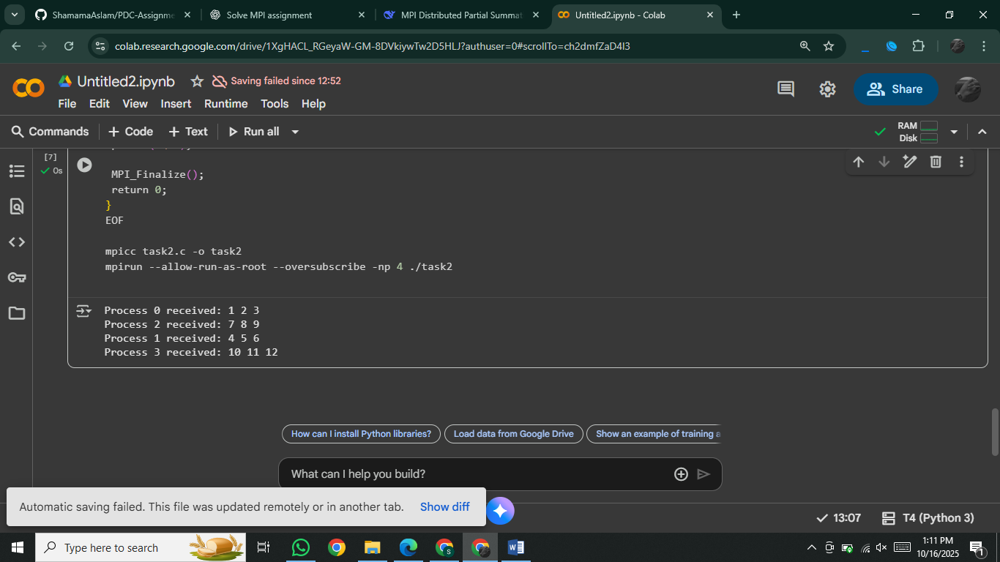 ShamamaAslam/PDC-Assignme
Solve MPI assignment
MPI Distributed Partial Summat
Untitled2.ipynb - Colab
colab.research.google.com/drive/1XgHACL_RGeyaW-GM-8DVkiywTw2D5HLJ?authuser=0#scrollTo=ch2dmfZaD4l3
Untitled2.ipynb
Saving failed since 12:52
File Edit View Insert Runtime Tools Help
Share
Commands + Code + Text Run all
RAM
Disk
[7]
0s
MPI_Finalize();
return 0;
}
EOF
mpicc task2.c -o task2
mpirun --allow-run-as-root --oversubscribe -np 4 ./task2
Process 0 received: 1 2 3
Process 2 received: 7 8 9
Process 1 received: 4 5 6
Process 3 received: 10 11 12
How can I install Python libraries?
Load data from Google Drive
Show an example of training a
What can I help you build?
Automatic saving failed. This file was updated remotely or in another tab. Show diff
13:07
T4 (Python 3)
Type here to search
1:11 PM
10/16/2025
1